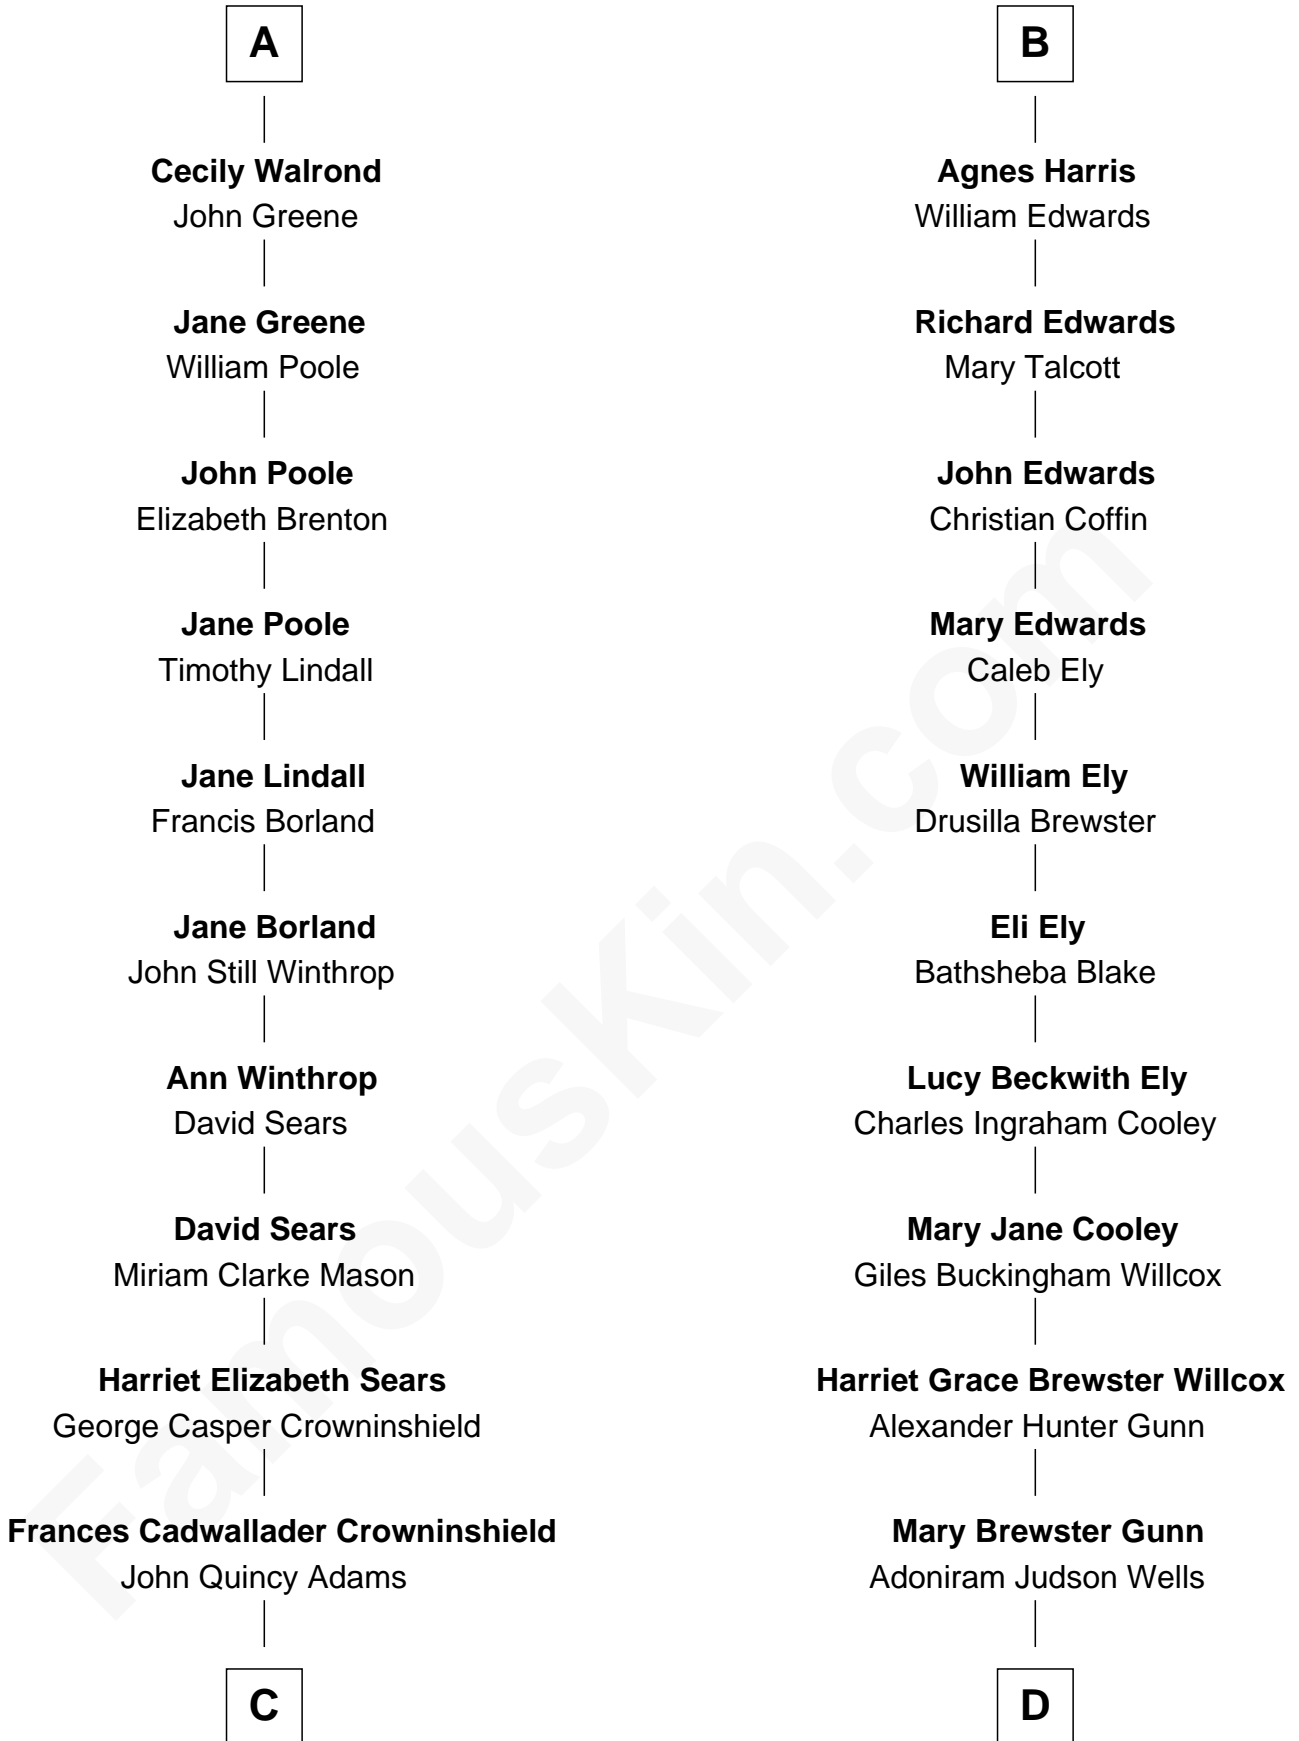 A
Cecily Walrond
John Greene
Jane Greene
William Poole
John Poole
Elizabeth Brenton
Jane Poole
Timothy Lindall
Jane Lindall
Francis Borland
Jane Borland
John Still Winthrop
Ann Winthrop
David Sears
David Sears
Miriam Clarke Mason
Harriet Elizabeth Sears
George Casper Crowninshield
Frances Cadwallader Crowninshield
John Quincy Adams
C
B
Agnes Harris
William Edwards
Richard Edwards
Mary Talcott
John Edwards
Christian Coffin
Mary Edwards
Caleb Ely
William Ely
Drusilla Brewster
Eli Ely
Bathsheba Blake
Lucy Beckwith Ely
Charles Ingraham Cooley
Mary Jane Cooley
Giles Buckingham Willcox
Harriet Grace Brewster Willcox
Alexander Hunter Gunn
Mary Brewster Gunn
Adoniram Judson Wells
D
FamousKin.com